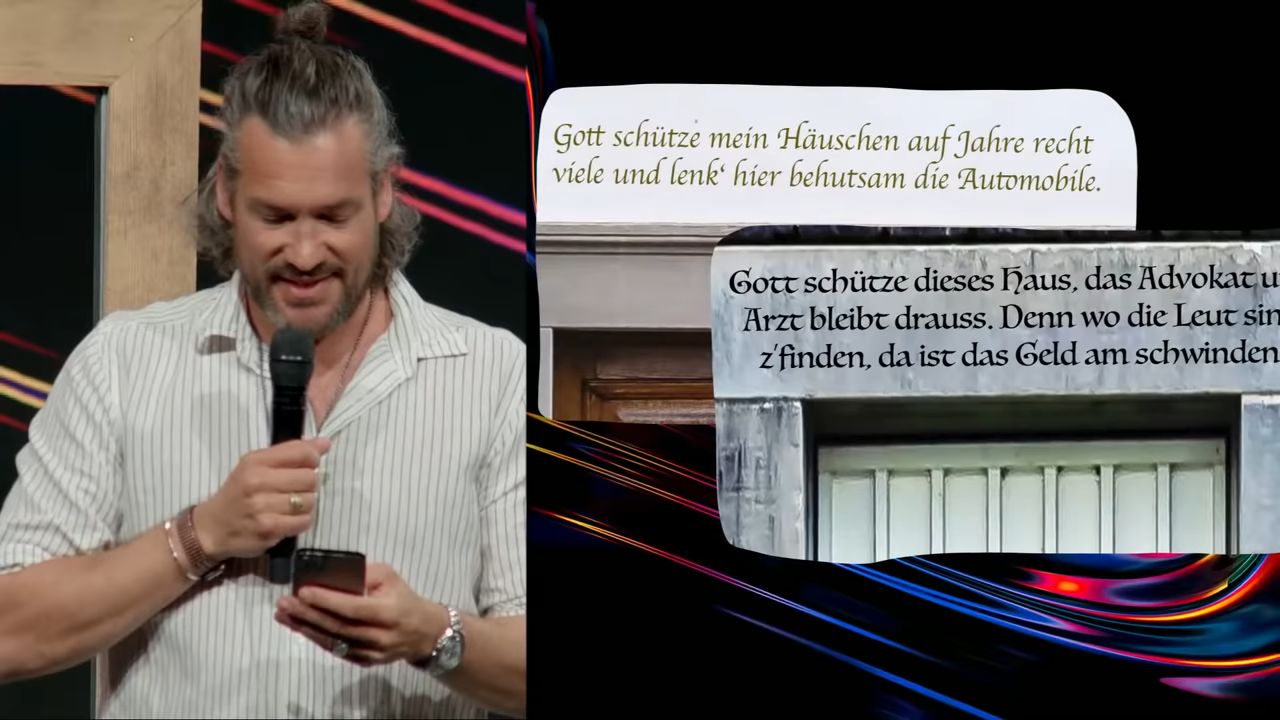 Gott schütze mein Häuschen auf Jahre recht
viele und lenk‘ hier behutsam die Automobile.
Gott schütze dieses Haus, das Advokat
Arzt bleibt drauss. Denn wo die Leut
z'finden, da ist das Geld am schwinden